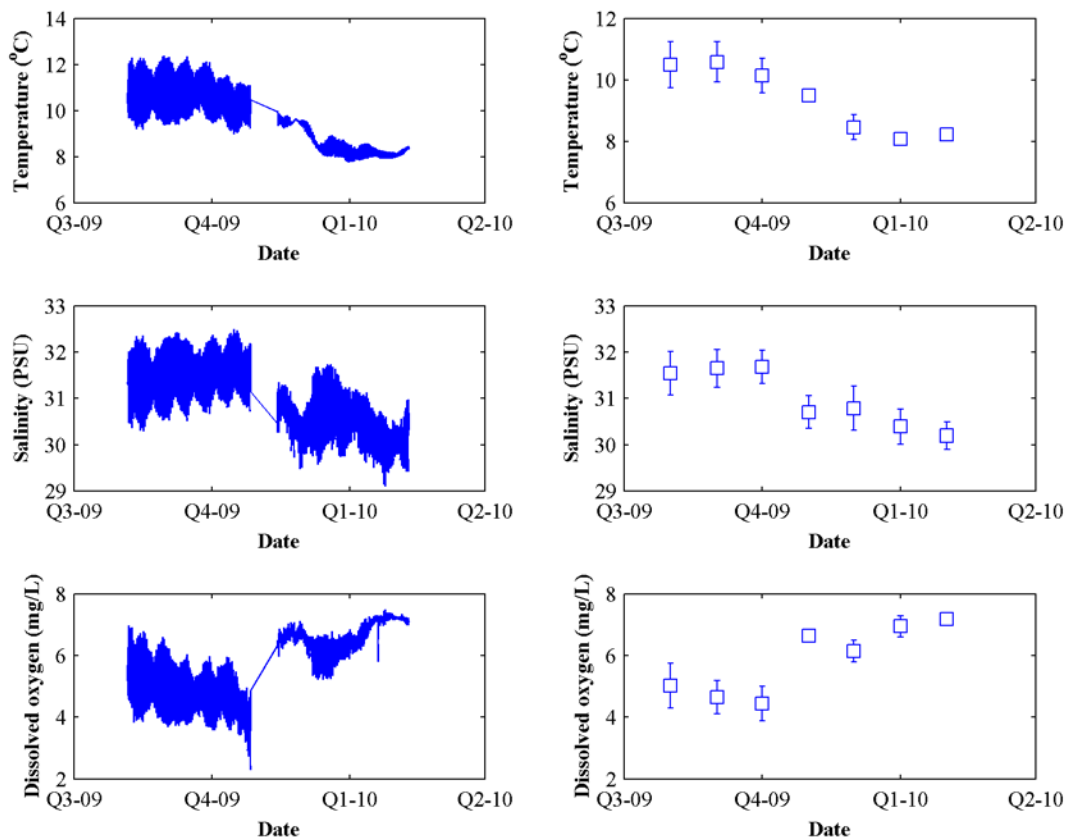 Temperature (°C)
14
12
10
8
6
Q3-09 Q4-09 Q1-10 Q2-10
Date
Temperature (°C)
12
10
8
6
Q3-09 Q4-09 Q1-10 Q2-10
Date
Salinity (PSU)
33
32
31
30
29
Q3-09 Q4-09 Q1-10 Q2-10
Date
Salinity (PSU)
33
32
31
30
29
Q3-09 Q4-09 Q1-10 Q2-10
Date
Dissolved oxygen (mg/L)
8
6
4
2
Q3-09 Q4-09 Q1-10 Q2-10
Date
Dissolved oxygen (mg/L)
8
6
4
2
Q3-09 Q4-09 Q1-10 Q2-10
Date